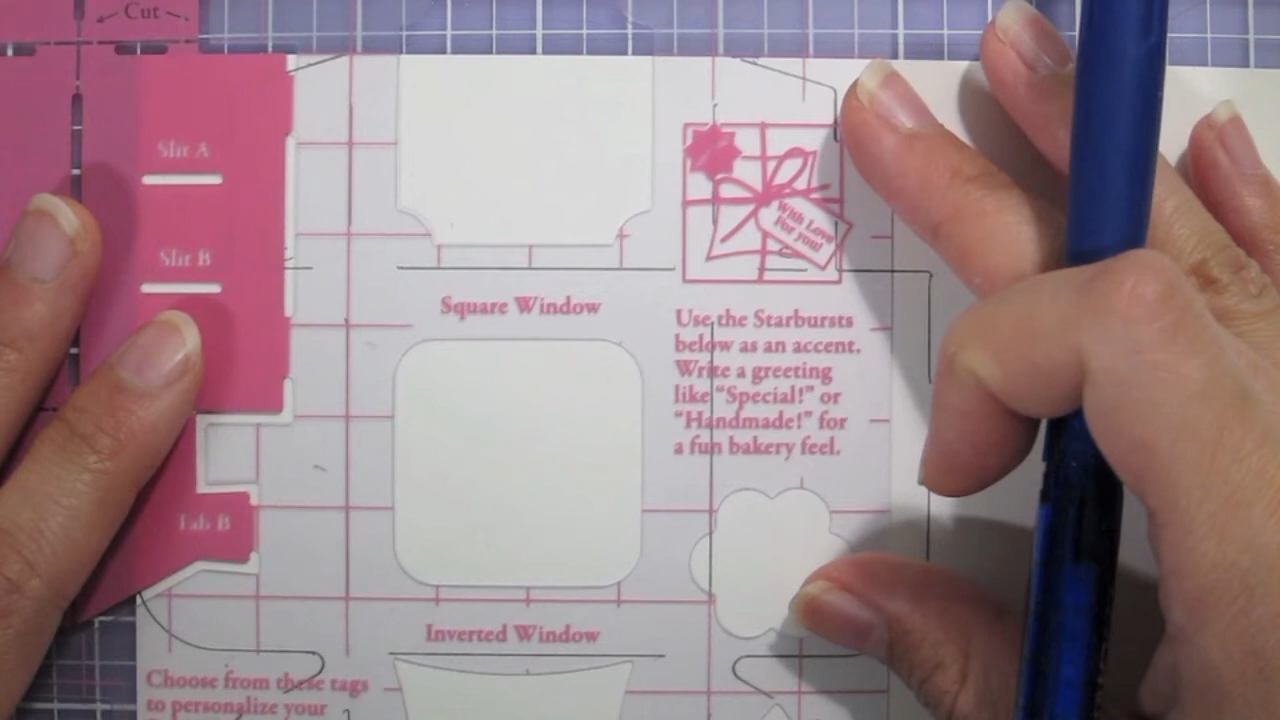 Cut
Slit A
Slit B
Tab B
Square Window
Inverted Window
With Love
For you!
Use the Starbursts
below as an accent.
Write a greeting
like “Special!” or
“Handmade!” for
a fun bakery feel.
Choose from these tags
to personalize your